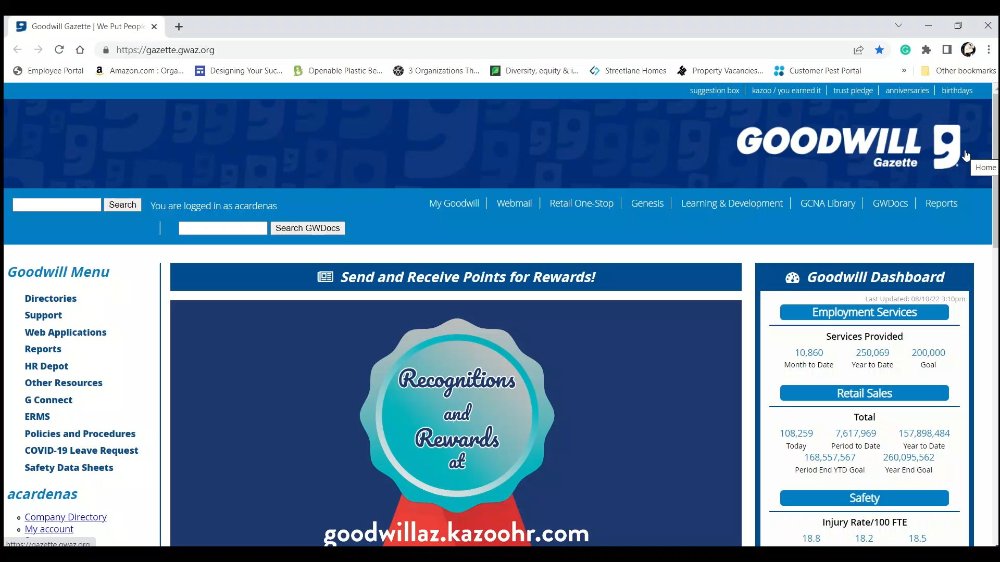 Goodwill Gazette | We Put People
https://gazette.gwaz.org
Employee Portal
Amazon.com : Orga...
Designing Your Suc...
Openable Plastic Be...
3 Organizations Th...
Diversity, equity & i...
Streetlane Homes
Property Vacancies...
Customer Pest Portal
»
Other bookmarks
suggestion box
kazoo / you earned it
trust pledge
anniversaries
birthdays
GOODWILL
Gazette
Home
Search
You are logged in as acardenas
My Goodwill
Webmail
Retail One-Stop
Genesis
Learning & Development
GCNA Library
GWDocs
Reports
Search GWDocs
Goodwill Menu
Directories
Support
Web Applications
Reports
HR Depot
Other Resources
G Connect
ERMS
Policies and Procedures
COVID-19 Leave Request
Safety Data Sheets
acardenas
Company Directory
My account
https://gazette.gwaz.org
Send and Receive Points for Rewards!
Recognitions
and
Rewards
at
goodwillaz.kazoohr.com
Goodwill Dashboard
Last Updated: 08/10/22 3:10pm
Employment Services
Services Provided
10,860 250,069 200,000
Month to Date Year to Date Goal
Retail Sales
Total
108,259 7,617,969 157,898,484
Today Period to Date Year to Date
168,557,567 260,095,562
Period End YTD Goal Year End Goal
Safety
Injury Rate/100 FTE
18.8 18.2 18.5